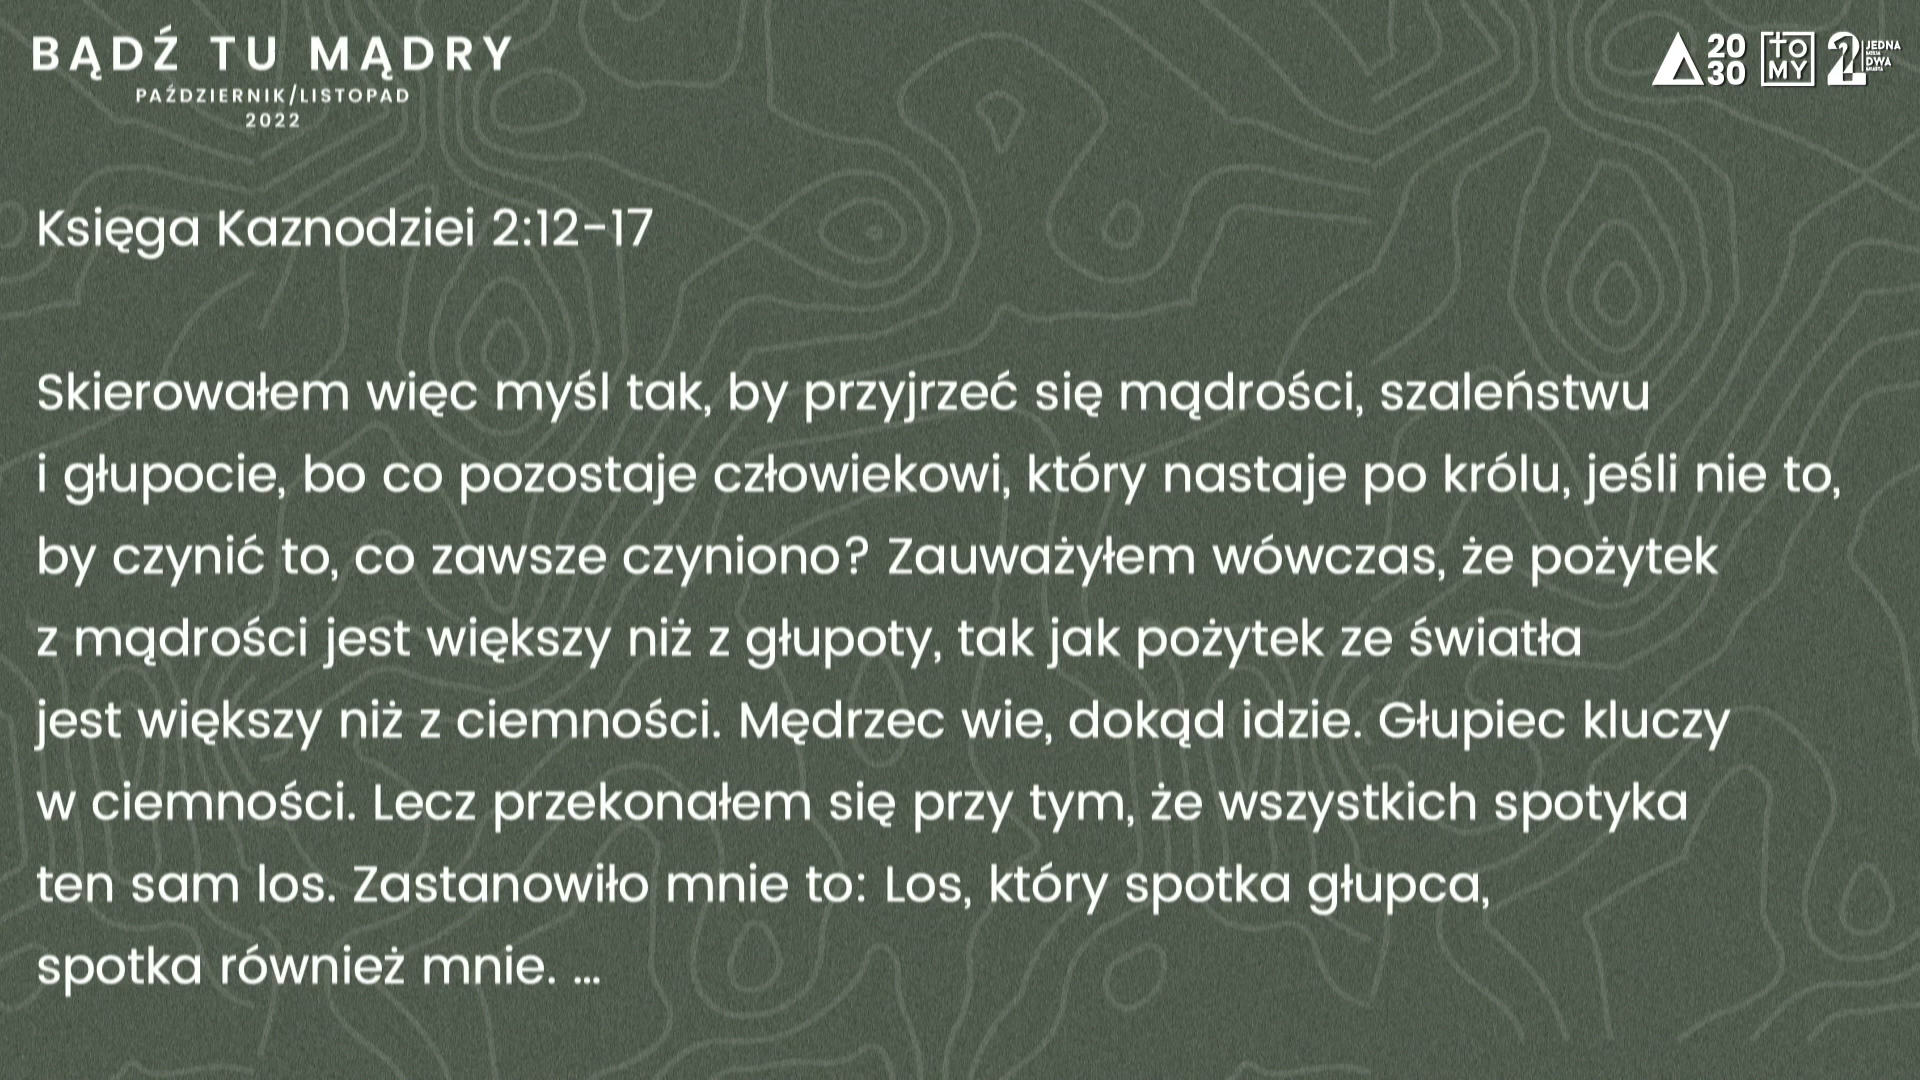 BĄDŹ TU MĄDRY
PAŹDZIERNIK/LISTOPAD
2022
20
30
TO
MY
2
JEDNA
DWA
Księga Kaznodziei 2:12-17
Skierowałem więc myśl tak, by przyjrzeć się mądrości, szaleństwu
i głupocie, bo co pozostaje człowiekowi, który nastaje po królu, jeśli nie to,
by czynić to, co zawsze czyniono? Zauważyłem wówczas, że pożytek
z mądrości jest większy niż z głupoty, tak jak pożytek ze światła
jest większy niż z ciemności. Mędrzec wie, dokąd idzie. Głupiec kluczy
w ciemności. Lecz przekonałem się przy tym, że wszystkich spotyka
ten sam los. Zastanowiło mnie to: Los, który spotka głupca,
spotka również mnie. ...